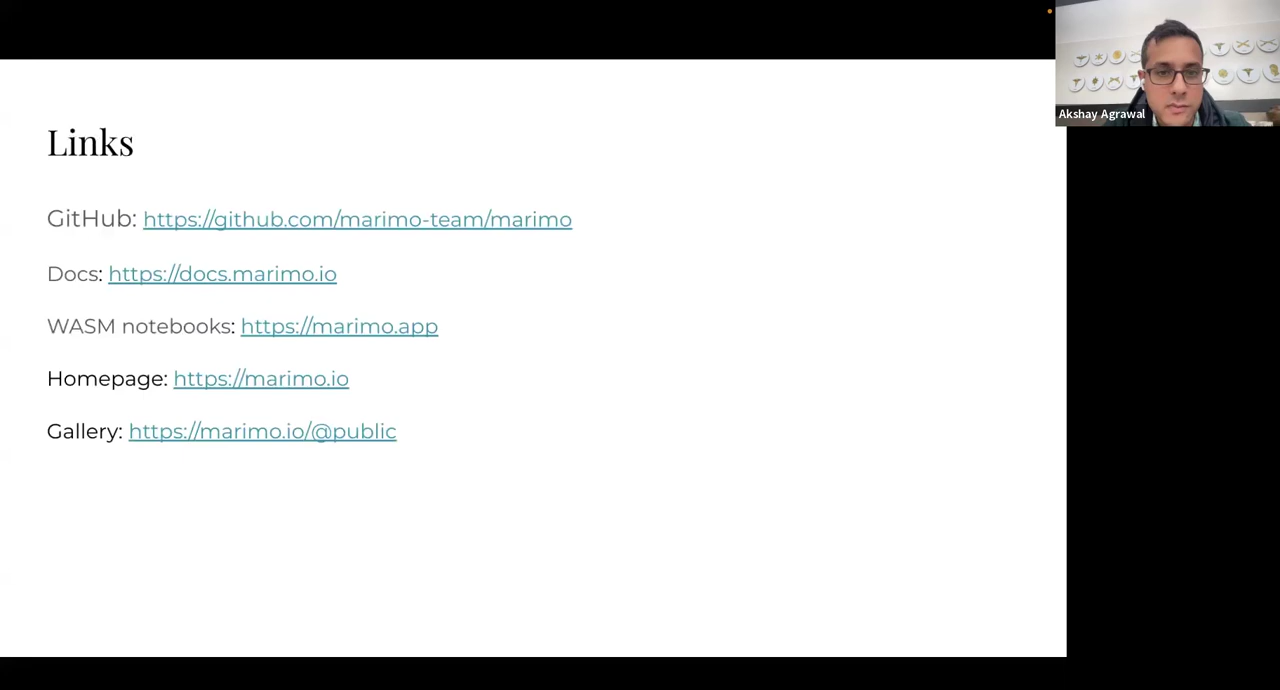 Links
GitHub: https://github.com/marimo-team/marimo
Docs: https://docs.marimo.io
WASM notebooks: https://marimo.app
Homepage: https://marimo.io
Gallery: https://marimo.io/@public
Akshay Agrawal